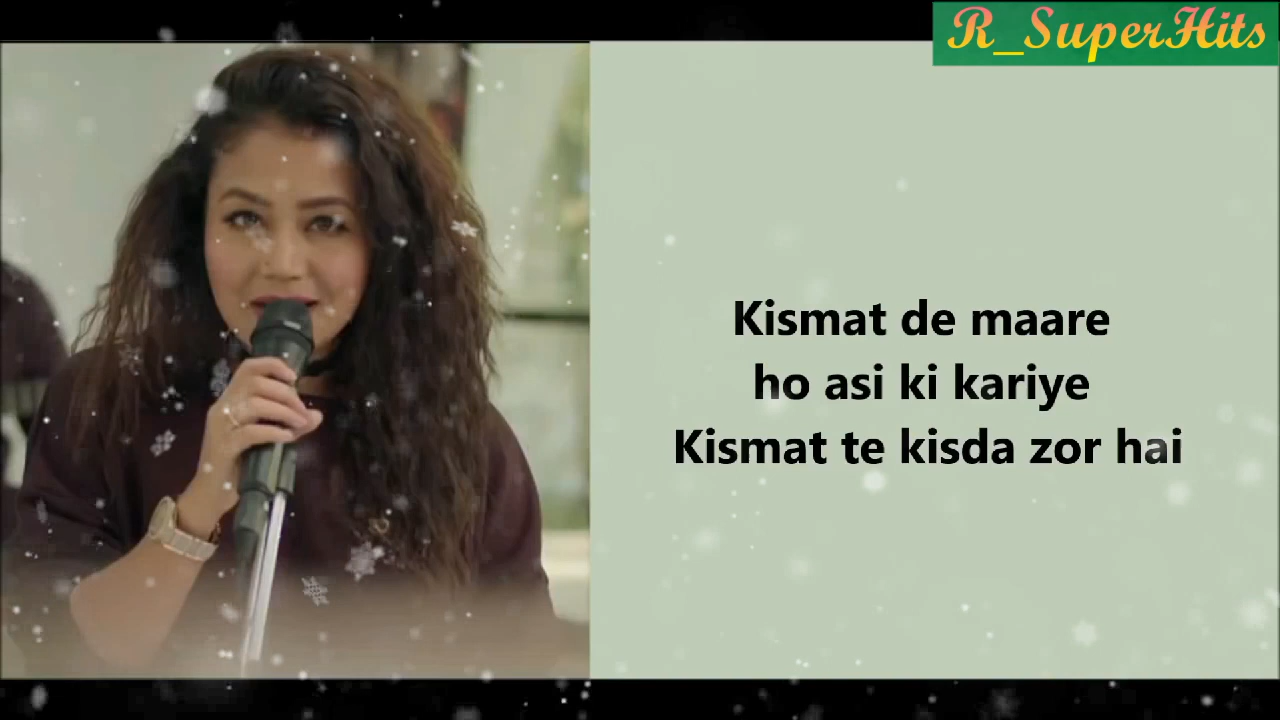 R_SuperHits
Kismat de maare
ho asi ki kariye
Kismat te kisda zor hai